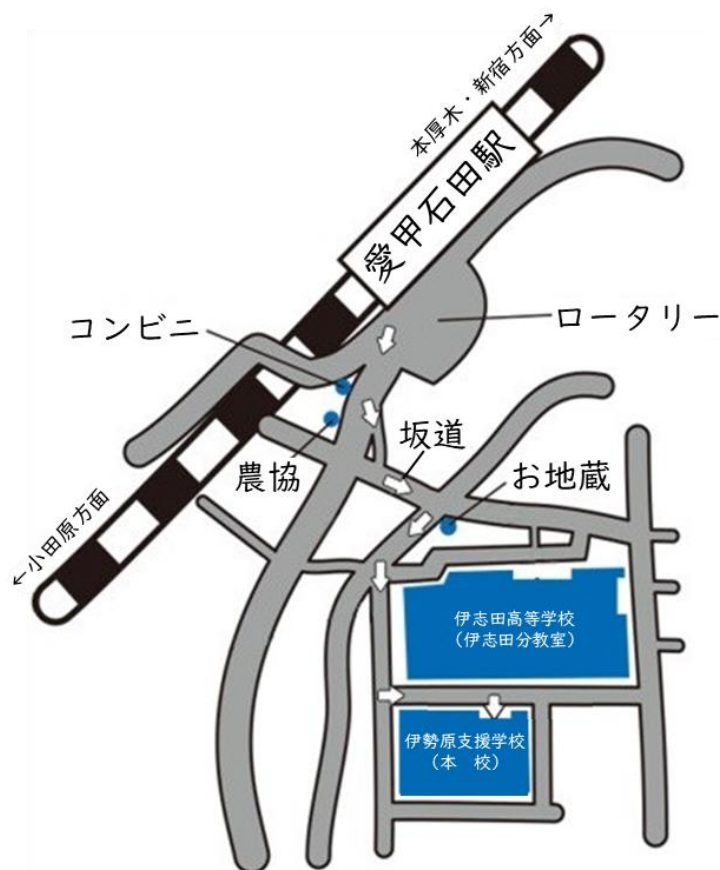 本厚木・新宿方面→
愛甲石田駅
コンビニ
ロータリー
坂道
農協
お地蔵
←小田原方面
伊志田高等学校
(伊志田分教室)
伊勢原支援学校
(本　校)